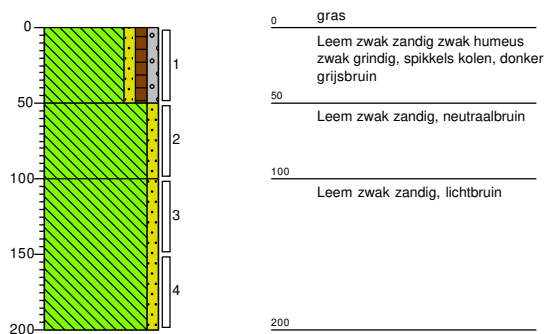 0
50
100
150
200
1
2
3
4
0
gras
Leem zwak zandig zwak humeus
zwak grindig, spikkels kolen, donker
grijsbruin
50
Leem zwak zandig, neutraalbruin
100
Leem zwak zandig, lichtbruin
200